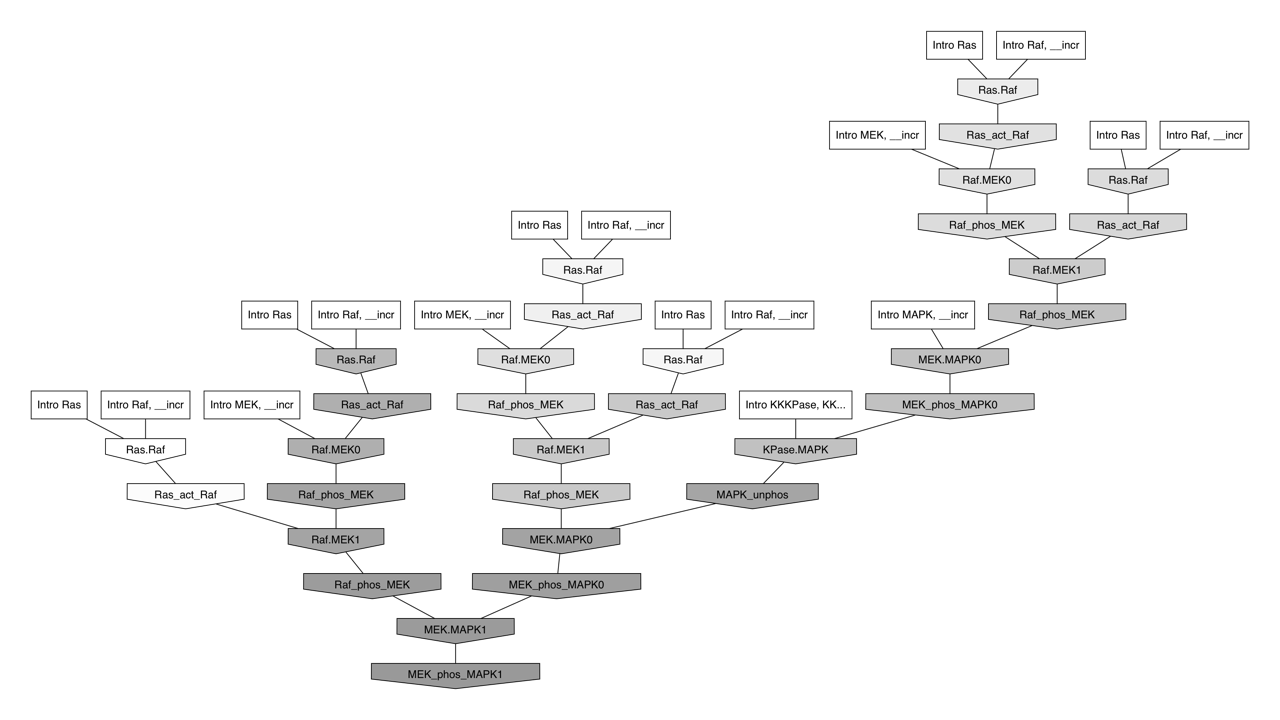 Intro Ras
Intro Raf, __incr
Ras.Raf
Intro MEK, __incr
Ras_act_Raf
Intro Ras
Intro Raf, __incr
Raf.MEK0
Ras.Raf
Intro Ras
Intro Raf, __incr
Raf_phos_MEK
Ras_act_Raf
Ras.Raf
Raf.MEK1
Intro Ras
Intro Raf, __incr
Intro MEK, __incr
Ras_act_Raf
Intro Ras
Intro Raf, __incr
Intro MAPK, __incr
Raf_phos_MEK
Ras.Raf
Raf.MEK0
Ras.Raf
MEK.MAPK0
Intro Ras
Intro Raf, __incr
Intro MEK, __incr
Ras_act_Raf
Raf_phos_MEK
Ras_act_Raf
Intro KKKPase, KK...
MEK_phos_MAPK0
Ras.Raf
Raf.MEK0
Raf.MEK1
KPase.MAPK
Ras_act_Raf
Raf_phos_MEK
Raf_phos_MEK
MAPK_unphos
Raf.MEK1
MEK.MAPK0
Raf_phos_MEK
MEK_phos_MAPK0
MEK.MAPK1
MEK_phos_MAPK1